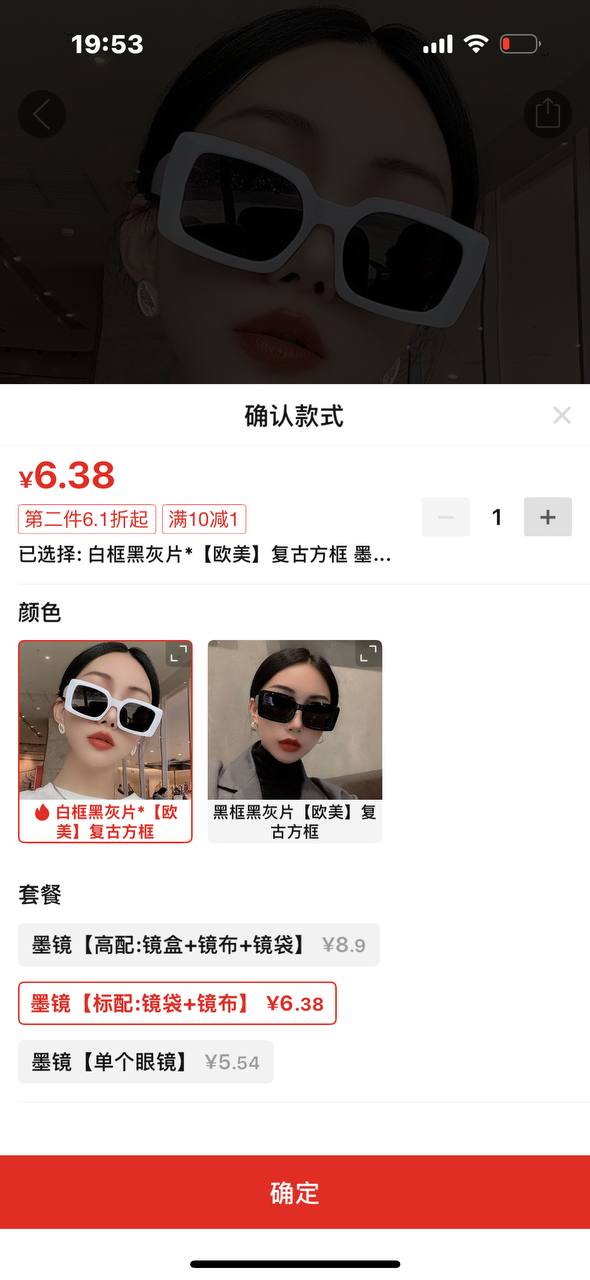 19:53
确认款式
¥6.38
第二件6.1折起 满10减1
1
已选择: 白框黑灰片*【欧美】复古方框 墨...
颜色
白框黑灰片*【欧
美】复古方框
黑框黑灰片【欧美】复
古方框
套餐
墨镜【高配:镜盒+镜布+镜袋】 ¥8.9
墨镜【标配:镜袋+镜布】 ¥6.38
墨镜【单个眼镜】 ¥5.54
确定